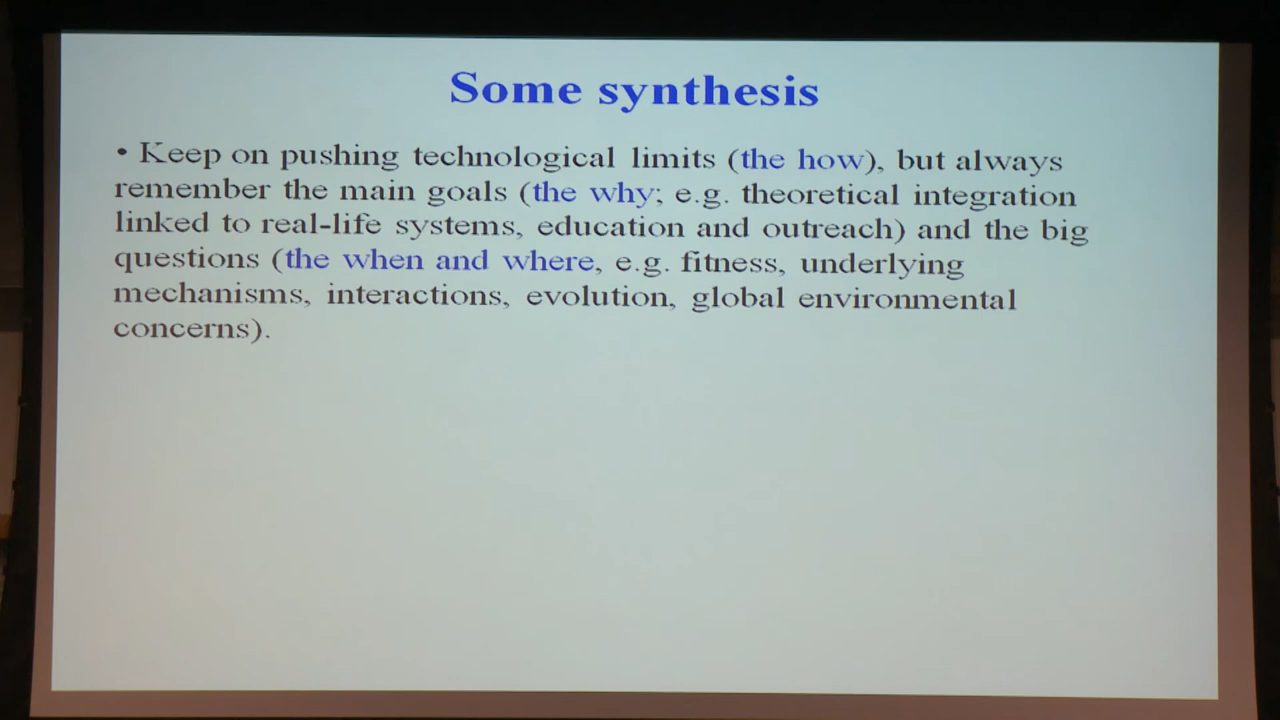 Some synthesis
• Keep on pushing technological limits (the how), but always
remember the main goals (the why; e.g. theoretical integration
linked to real-life systems, education and outreach) and the big
questions (the when and where, e.g. fitness, underlying
mechanisms, interactions, evolution, global environmental
concerns).